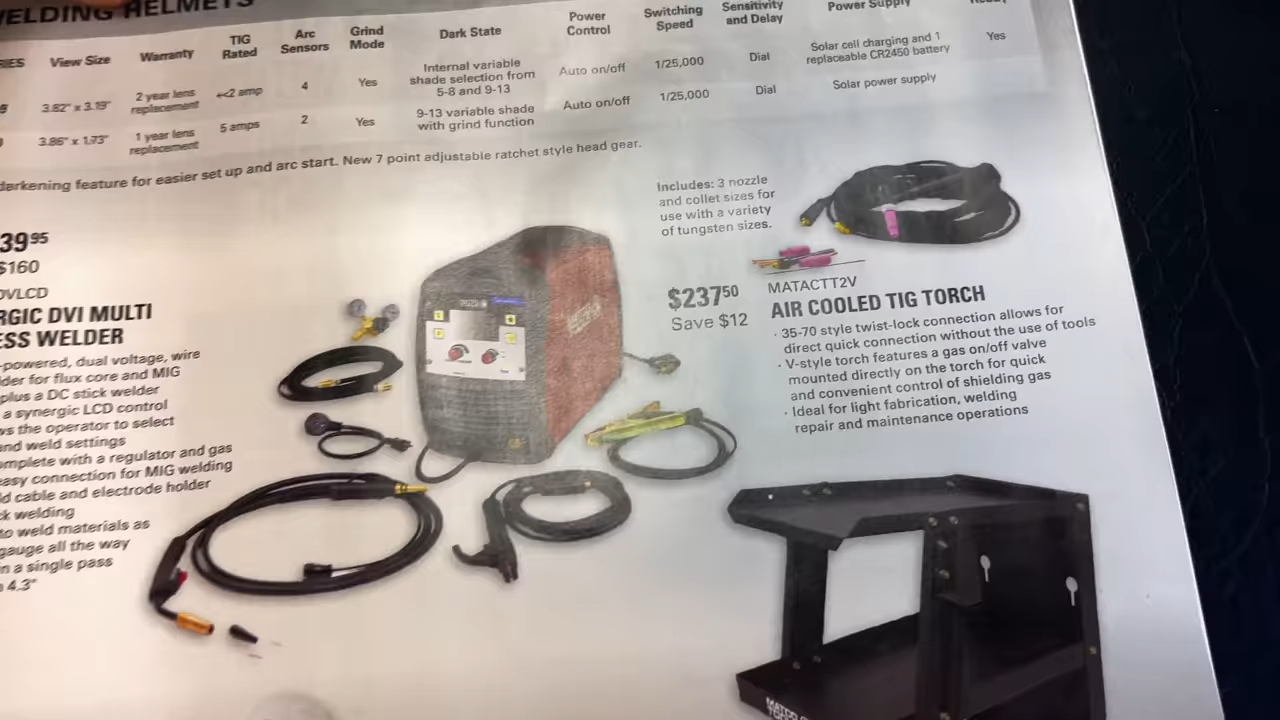 WELDING HELMETS
View Size Warranty TIG Rated Arc Sensors Grind Mode Dark State Power Control Switching Speed Sensitivity and Delay Power Supply
3.82" x 3.19" 2 year lens replacement <2 amp 4 Yes Internal variable shade selection from 5-8 and 9-13 Auto on/off 1/25,000 Dial Solar cell charging and 1 replaceable CR2450 battery Yes
3.86" x 1.73" 1 year lens replacement 5 amps 2 Yes 9-13 variable shade with grind function Auto on/off 1/25,000 Dial Solar power supply
darkening feature for easier set up and arc start. New 7 point adjustable ratchet style head gear.
39 95
$160
DVLCD
RGIC DVI MULTI
ESS WELDER
-powered, dual voltage, wire
lder for flux core and MIG
plus a DC stick welder
a synergic LCD control
ws the operator to select
and weld settings
omplete with a regulator and gas
easy connection for MIG welding
ld cable and electrode holder
ck welding
to weld materials as
gauge all the way
in a single pass
4.3"
Includes: 3 nozzle
and collet sizes for
use with a variety
of tungsten sizes.
$237 50
Save $12
MATACTT2V
AIR COOLED TIG TORCH
· 35-70 style twist-lock connection allows for
direct quick connection without the use of tools
· V-style torch features a gas on/off valve
mounted directly on the torch for quick
and convenient control of shielding gas
· Ideal for light fabrication, welding
repair and maintenance operations
MATCO